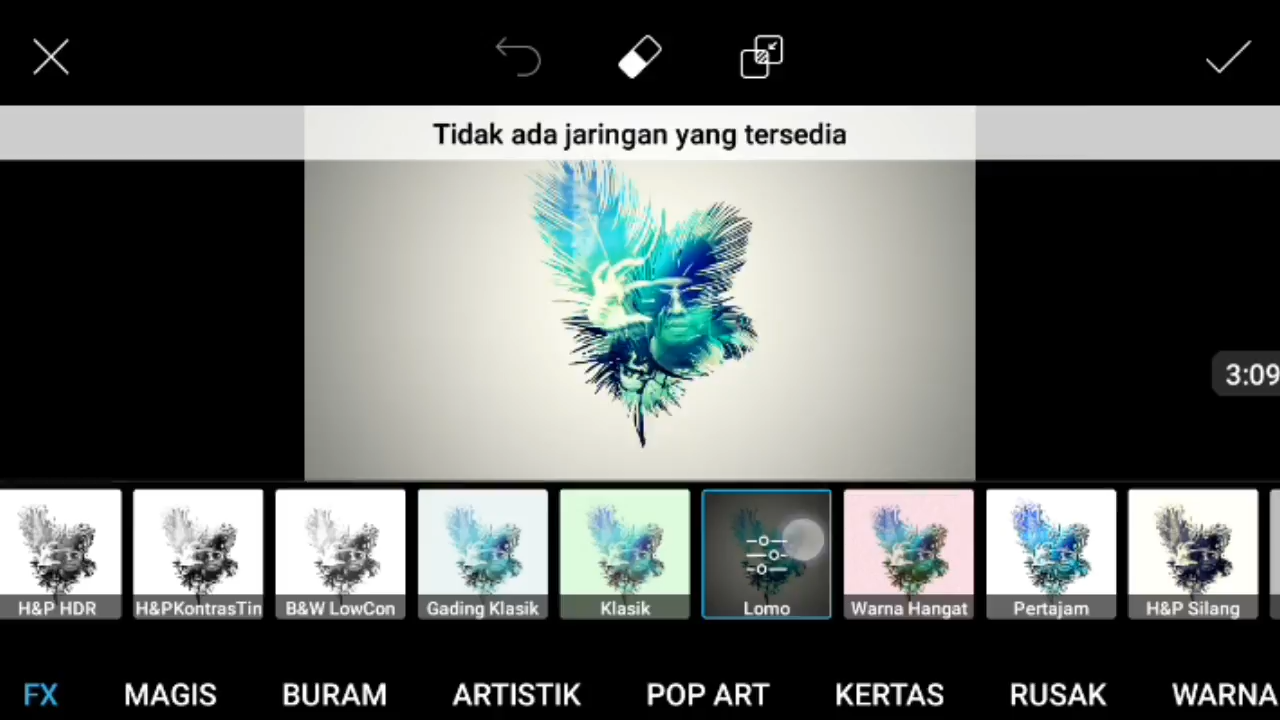 Tidak ada jaringan yang tersedia
3:09
H&P HDR
H&PKontrasTin
B&W LowCon
Gading Klasik
Klasik
Lomo
Warna Hangat
Pertajam
H&P Silang
FX
MAGIS
BURAM
ARTISTIK
POP ART
KERTAS
RUSAK
WARNA